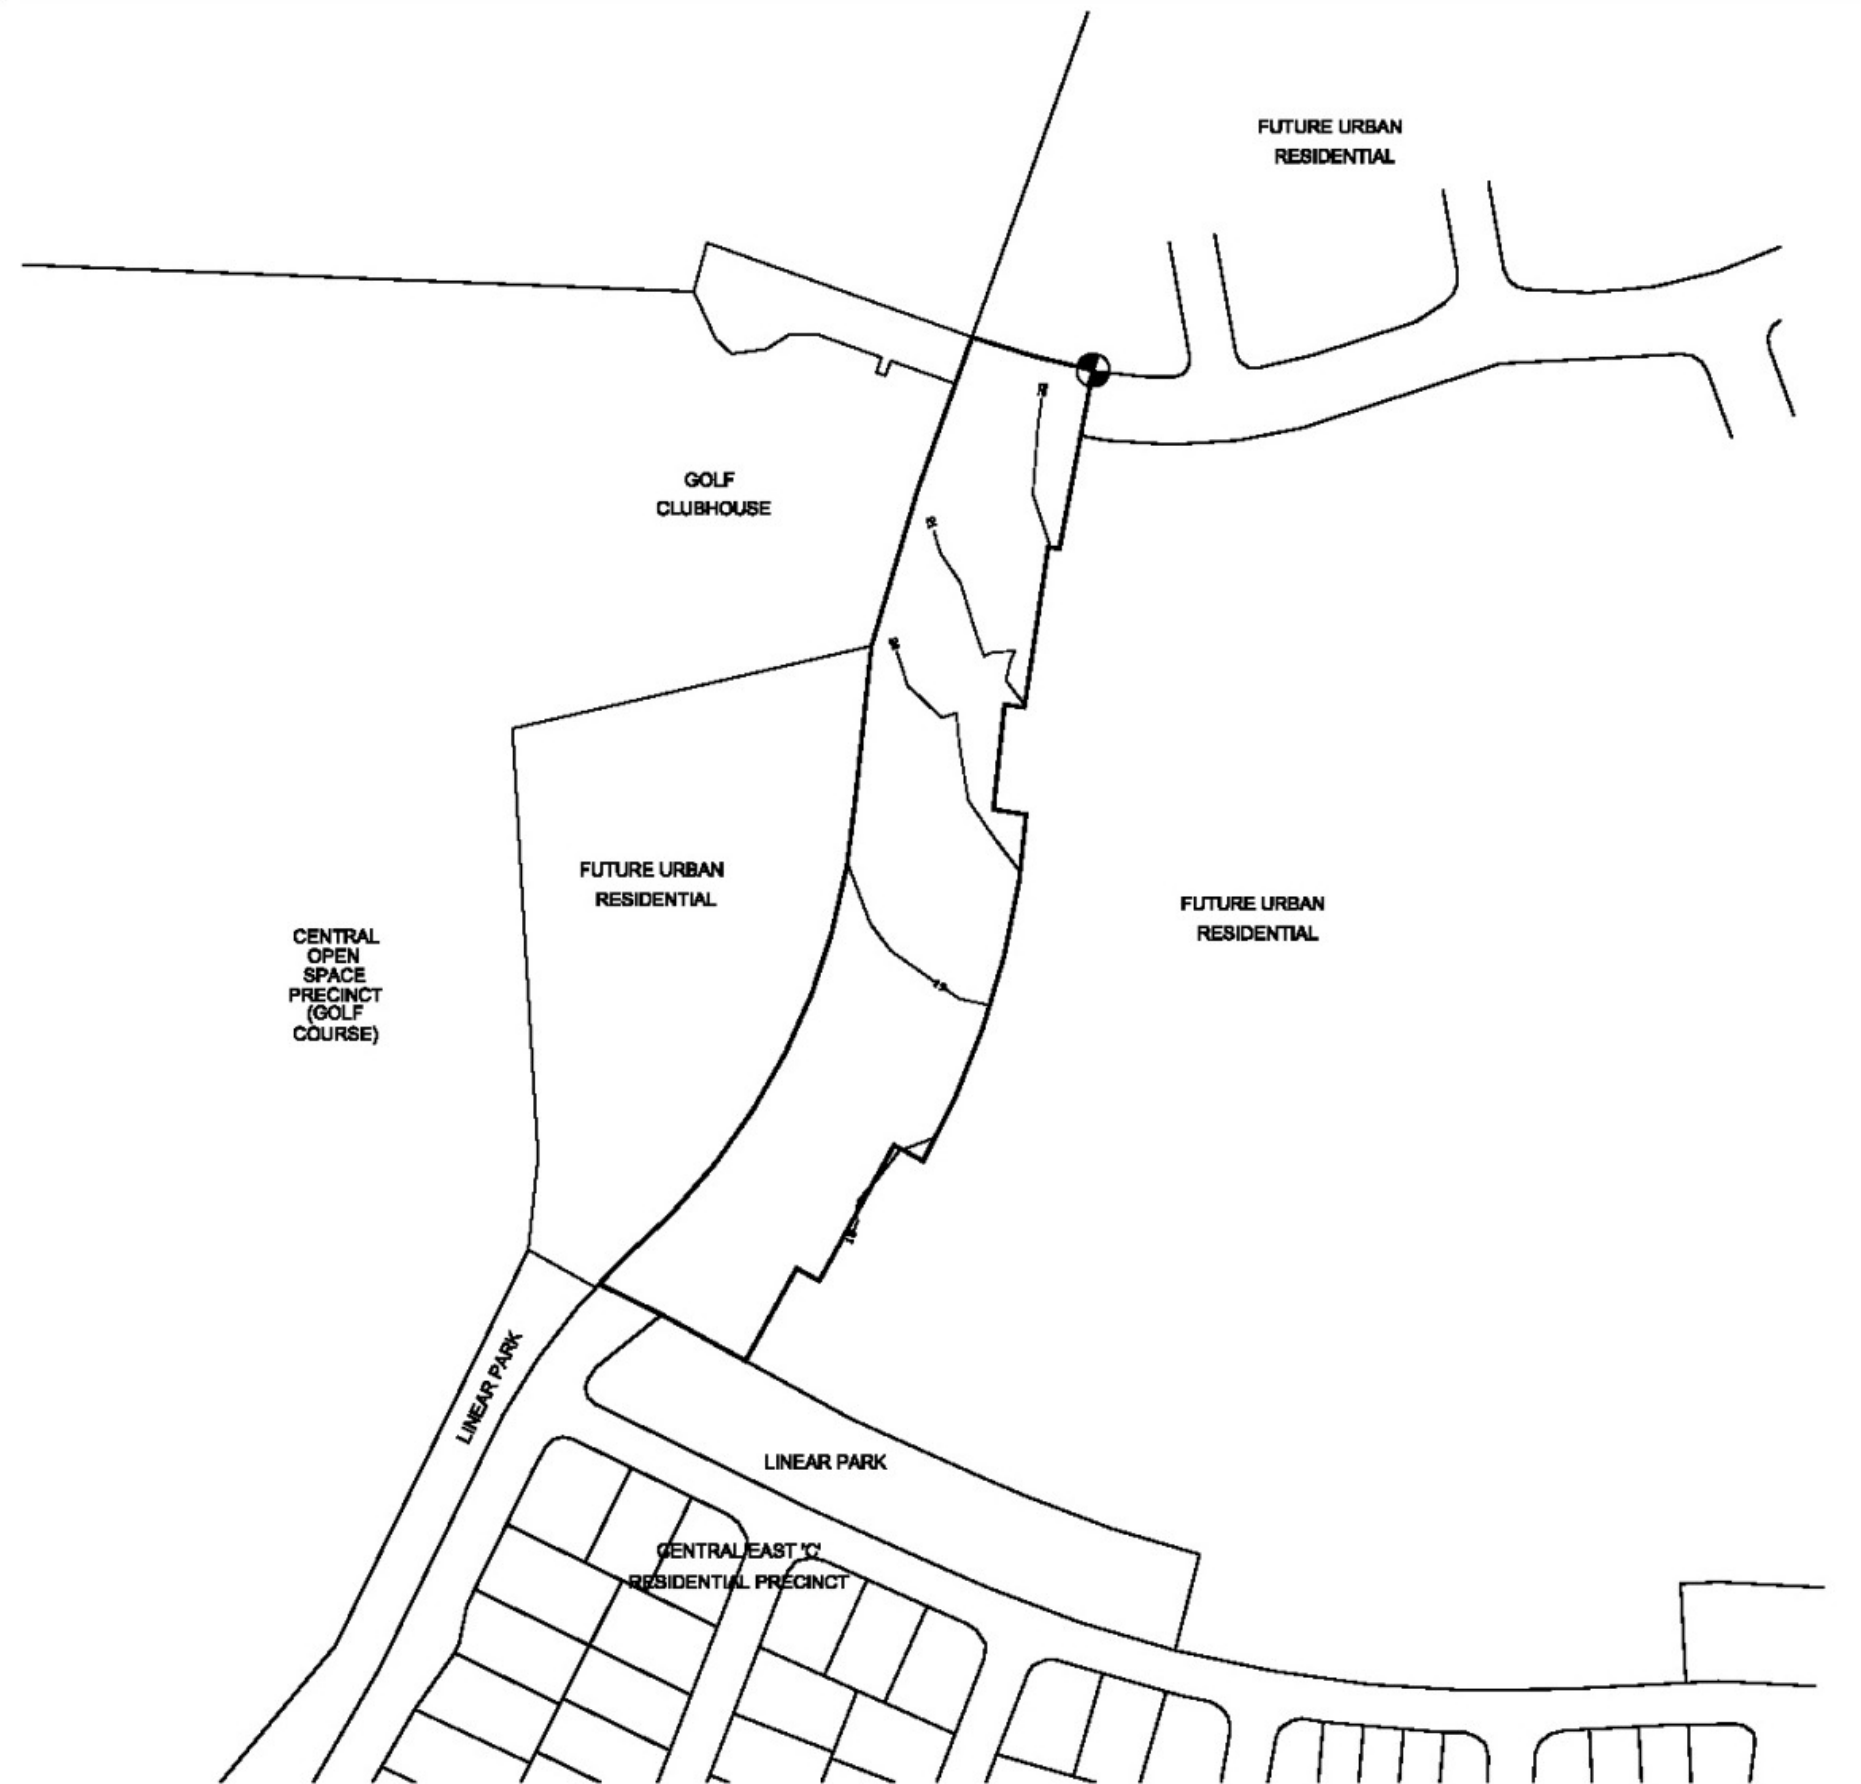 FUTURE URBAN
RESIDENTIAL
GOLF
CLUBHOUSE
FUTURE URBAN
RESIDENTIAL
FUTURE URBAN
RESIDENTIAL
CENTRAL
OPEN
SPACE
PRECINCT
(GOLF
COURSE)
LINEAR PARK
LINEAR PARK
CENTRAL EAST 'C'
RESIDENTIAL PRECINCT